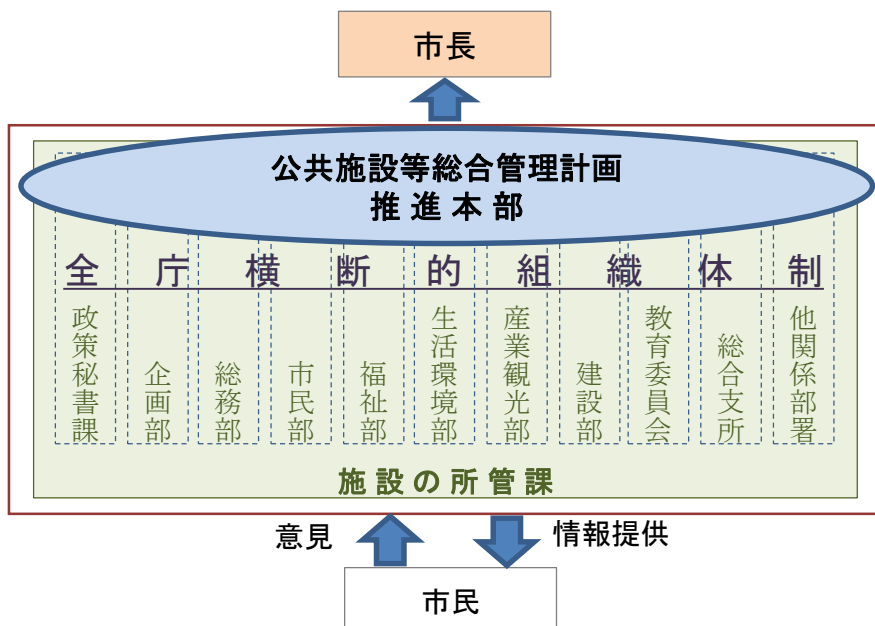 市長
公共施設等総合管理計画
推進本部
全庁横断的組織体制
政策秘書課
企画部
総務部
市民部
福祉部
生活環境部
産業観光部
建設部
教育委員会
総合支所
他関係部署
施設の所管課
意見
情報提供
市民